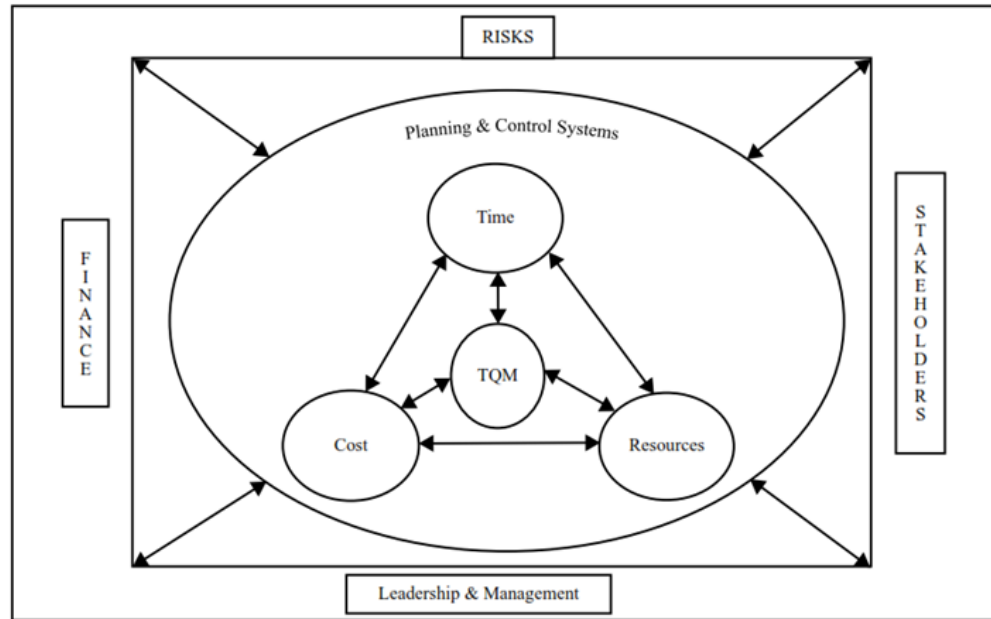 RISKS
Planning & Control Systems
Time
FINANCE
STAKEHOLDERS
TQM
Cost
Resources
Leadership & Management